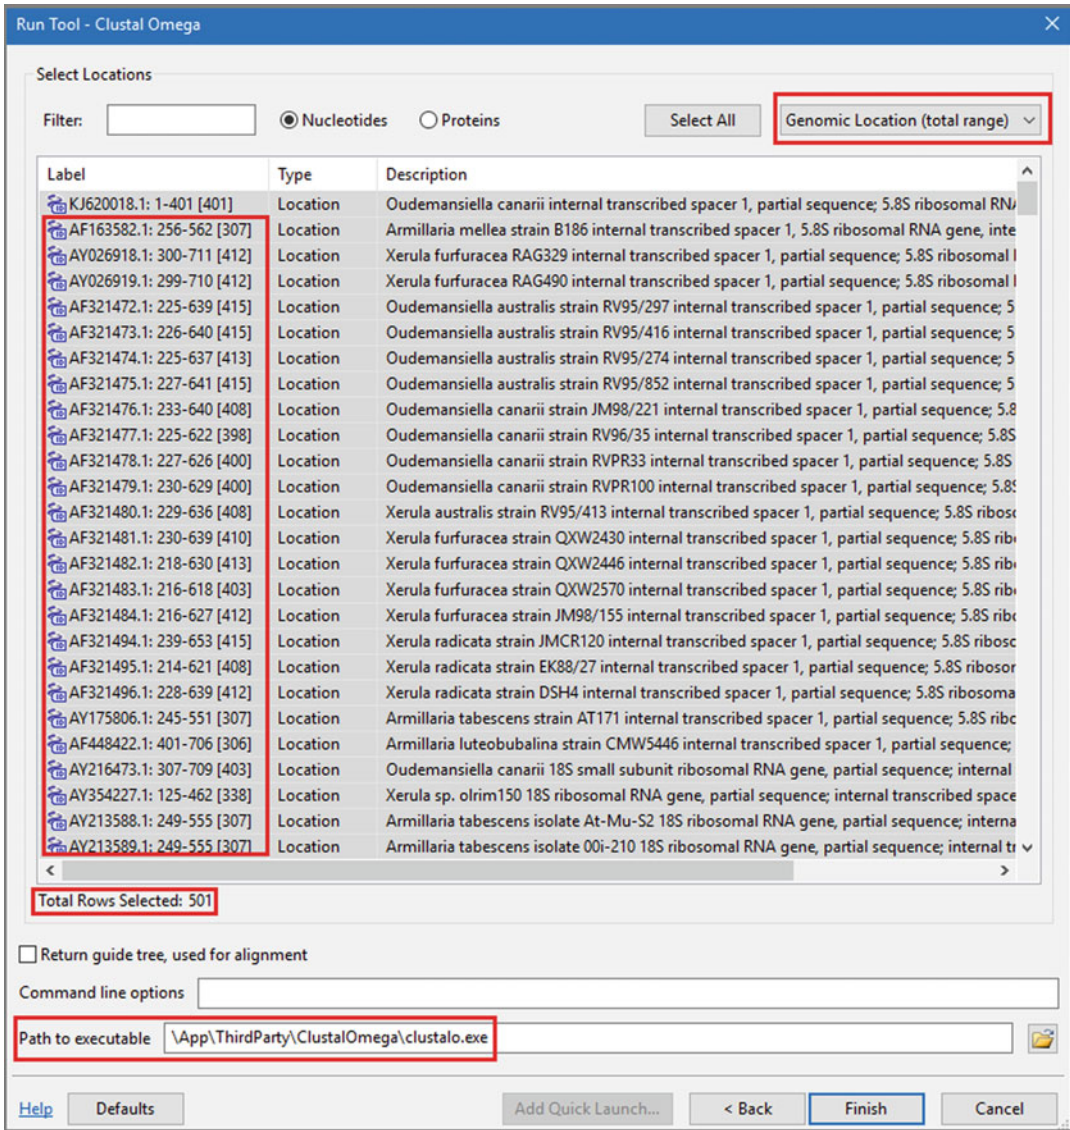 Run Tool - Clustal Omega
Select Locations
Filter: Nucleotides Proteins Select All Genomic Location (total range)
Label Type Description
KJ620018.1: 1-401 [401] Location Oudemansiella canarii internal transcribed spacer 1, partial sequence; 5.8S ribosomal RNA
AF163582.1: 256-562 [307] Location Armillaria mellea strain B186 internal transcribed spacer 1, 5.8S ribosomal RNA gene, inte
AY026918.1: 300-711 [412] Location Xerula furfuracea RAG329 internal transcribed spacer 1, partial sequence; 5.8S ribosomal
AY026919.1: 299-710 [412] Location Xerula furfuracea RAG490 internal transcribed spacer 1, partial sequence; 5.8S ribosomal
AF321472.1: 225-639 [415] Location Oudemansiella australis strain RV95/297 internal transcribed spacer 1, partial sequence; 5
AF321473.1: 226-640 [415] Location Oudemansiella australis strain RV95/416 internal transcribed spacer 1, partial sequence; 5
AF321474.1: 225-637 [413] Location Oudemansiella australis strain RV95/274 internal transcribed spacer 1, partial sequence; 5
AF321475.1: 227-641 [415] Location Oudemansiella australis strain RV95/852 internal transcribed spacer 1, partial sequence; 5
AF321476.1: 233-640 [408] Location Oudemansiella canarii strain JM98/221 internal transcribed spacer 1, partial sequence; 5.8
AF321477.1: 225-622 [398] Location Oudemansiella canarii strain RV96/35 internal transcribed spacer 1, partial sequence; 5.8S
AF321478.1: 227-626 [400] Location Oudemansiella canarii strain RVPR33 internal transcribed spacer 1, partial sequence; 5.8S
AF321479.1: 230-629 [400] Location Oudemansiella canarii strain RVPR100 internal transcribed spacer 1, partial sequence; 5.8S
AF321480.1: 229-636 [408] Location Xerula australis strain RV95/413 internal transcribed spacer 1, partial sequence; 5.8S riboso
AF321481.1: 230-639 [410] Location Xerula furfuracea strain QXW2430 internal transcribed spacer 1, partial sequence; 5.8S ribo
AF321482.1: 218-630 [413] Location Xerula furfuracea strain QXW2446 internal transcribed spacer 1, partial sequence; 5.8S ribo
AF321483.1: 216-618 [403] Location Xerula furfuracea strain QXW2570 internal transcribed spacer 1, partial sequence; 5.8S ribo
AF321484.1: 216-627 [412] Location Xerula furfuracea strain JM98/155 internal transcribed spacer 1, partial sequence; 5.8S ribo
AF321494.1: 239-653 [415] Location Xerula radicata strain JMCR120 internal transcribed spacer 1, partial sequence; 5.8S riboso
AF321495.1: 214-621 [408] Location Xerula radicata strain EK88/27 internal transcribed spacer 1, partial sequence; 5.8S ribosor
AF321496.1: 228-639 [412] Location Xerula radicata strain DSH4 internal transcribed spacer 1, partial sequence; 5.8S ribosoma
AY175806.1: 245-551 [307] Location Armillaria tabescens strain AT171 internal transcribed spacer 1, partial sequence; 5.8S ribo
AF448422.1: 401-706 [306] Location Armillaria luteobubalina strain CMW5446 internal transcribed spacer 1, partial sequence;
AY216473.1: 307-709 [403] Location Oudemansiella canarii 18S small subunit ribosomal RNA gene, partial sequence; internal
AY354227.1: 125-462 [338] Location Xerula sp. olrim150 18S ribosomal RNA gene, partial sequence; internal transcribed space
AY213588.1: 249-555 [307] Location Armillaria tabescens isolate At-Mu-S2 18S ribosomal RNA gene, partial sequence; interna
AY213589.1: 249-555 [307] Location Armillaria tabescens isolate 00i-210 18S ribosomal RNA gene, partial sequence; internal tr
Total Rows Selected: 501
Return guide tree, used for alignment
Command line options
Path to executable \App\ThirdParty\ClustalOmega\clustalo.exe
Help Defaults Add Quick Launch... < Back Finish Cancel